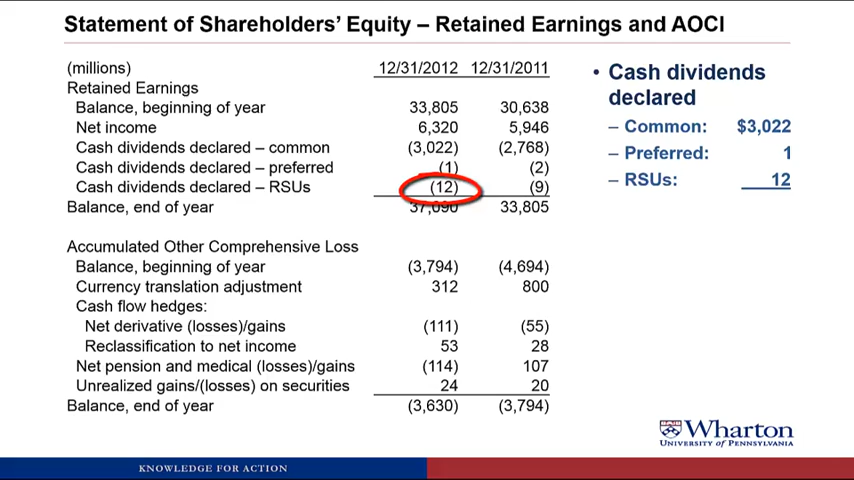 Statement of Shareholders' Equity – Retained Earnings and AOCI
(millions) 12/31/2012 12/31/2011
Retained Earnings
Balance, beginning of year 33,805 30,638
Net income 6,320 5,946
Cash dividends declared – common (3,022) (2,768)
Cash dividends declared – preferred (1) (2)
Cash dividends declared – RSUs (12) (9)
Balance, end of year 37,090 33,805
Accumulated Other Comprehensive Loss
Balance, beginning of year (3,794) (4,694)
Currency translation adjustment 312 800
Cash flow hedges:
Net derivative (losses)/gains (111) (55)
Reclassification to net income 53 28
Net pension and medical (losses)/gains (114) 107
Unrealized gains/(losses) on securities 24 20
Balance, end of year (3,630) (3,794)
• Cash dividends
declared
– Common: $3,022
– Preferred: 1
– RSUs: 12
Wharton
UNIVERSITY of PENNSYLVANIA
KNOWLEDGE FOR ACTION